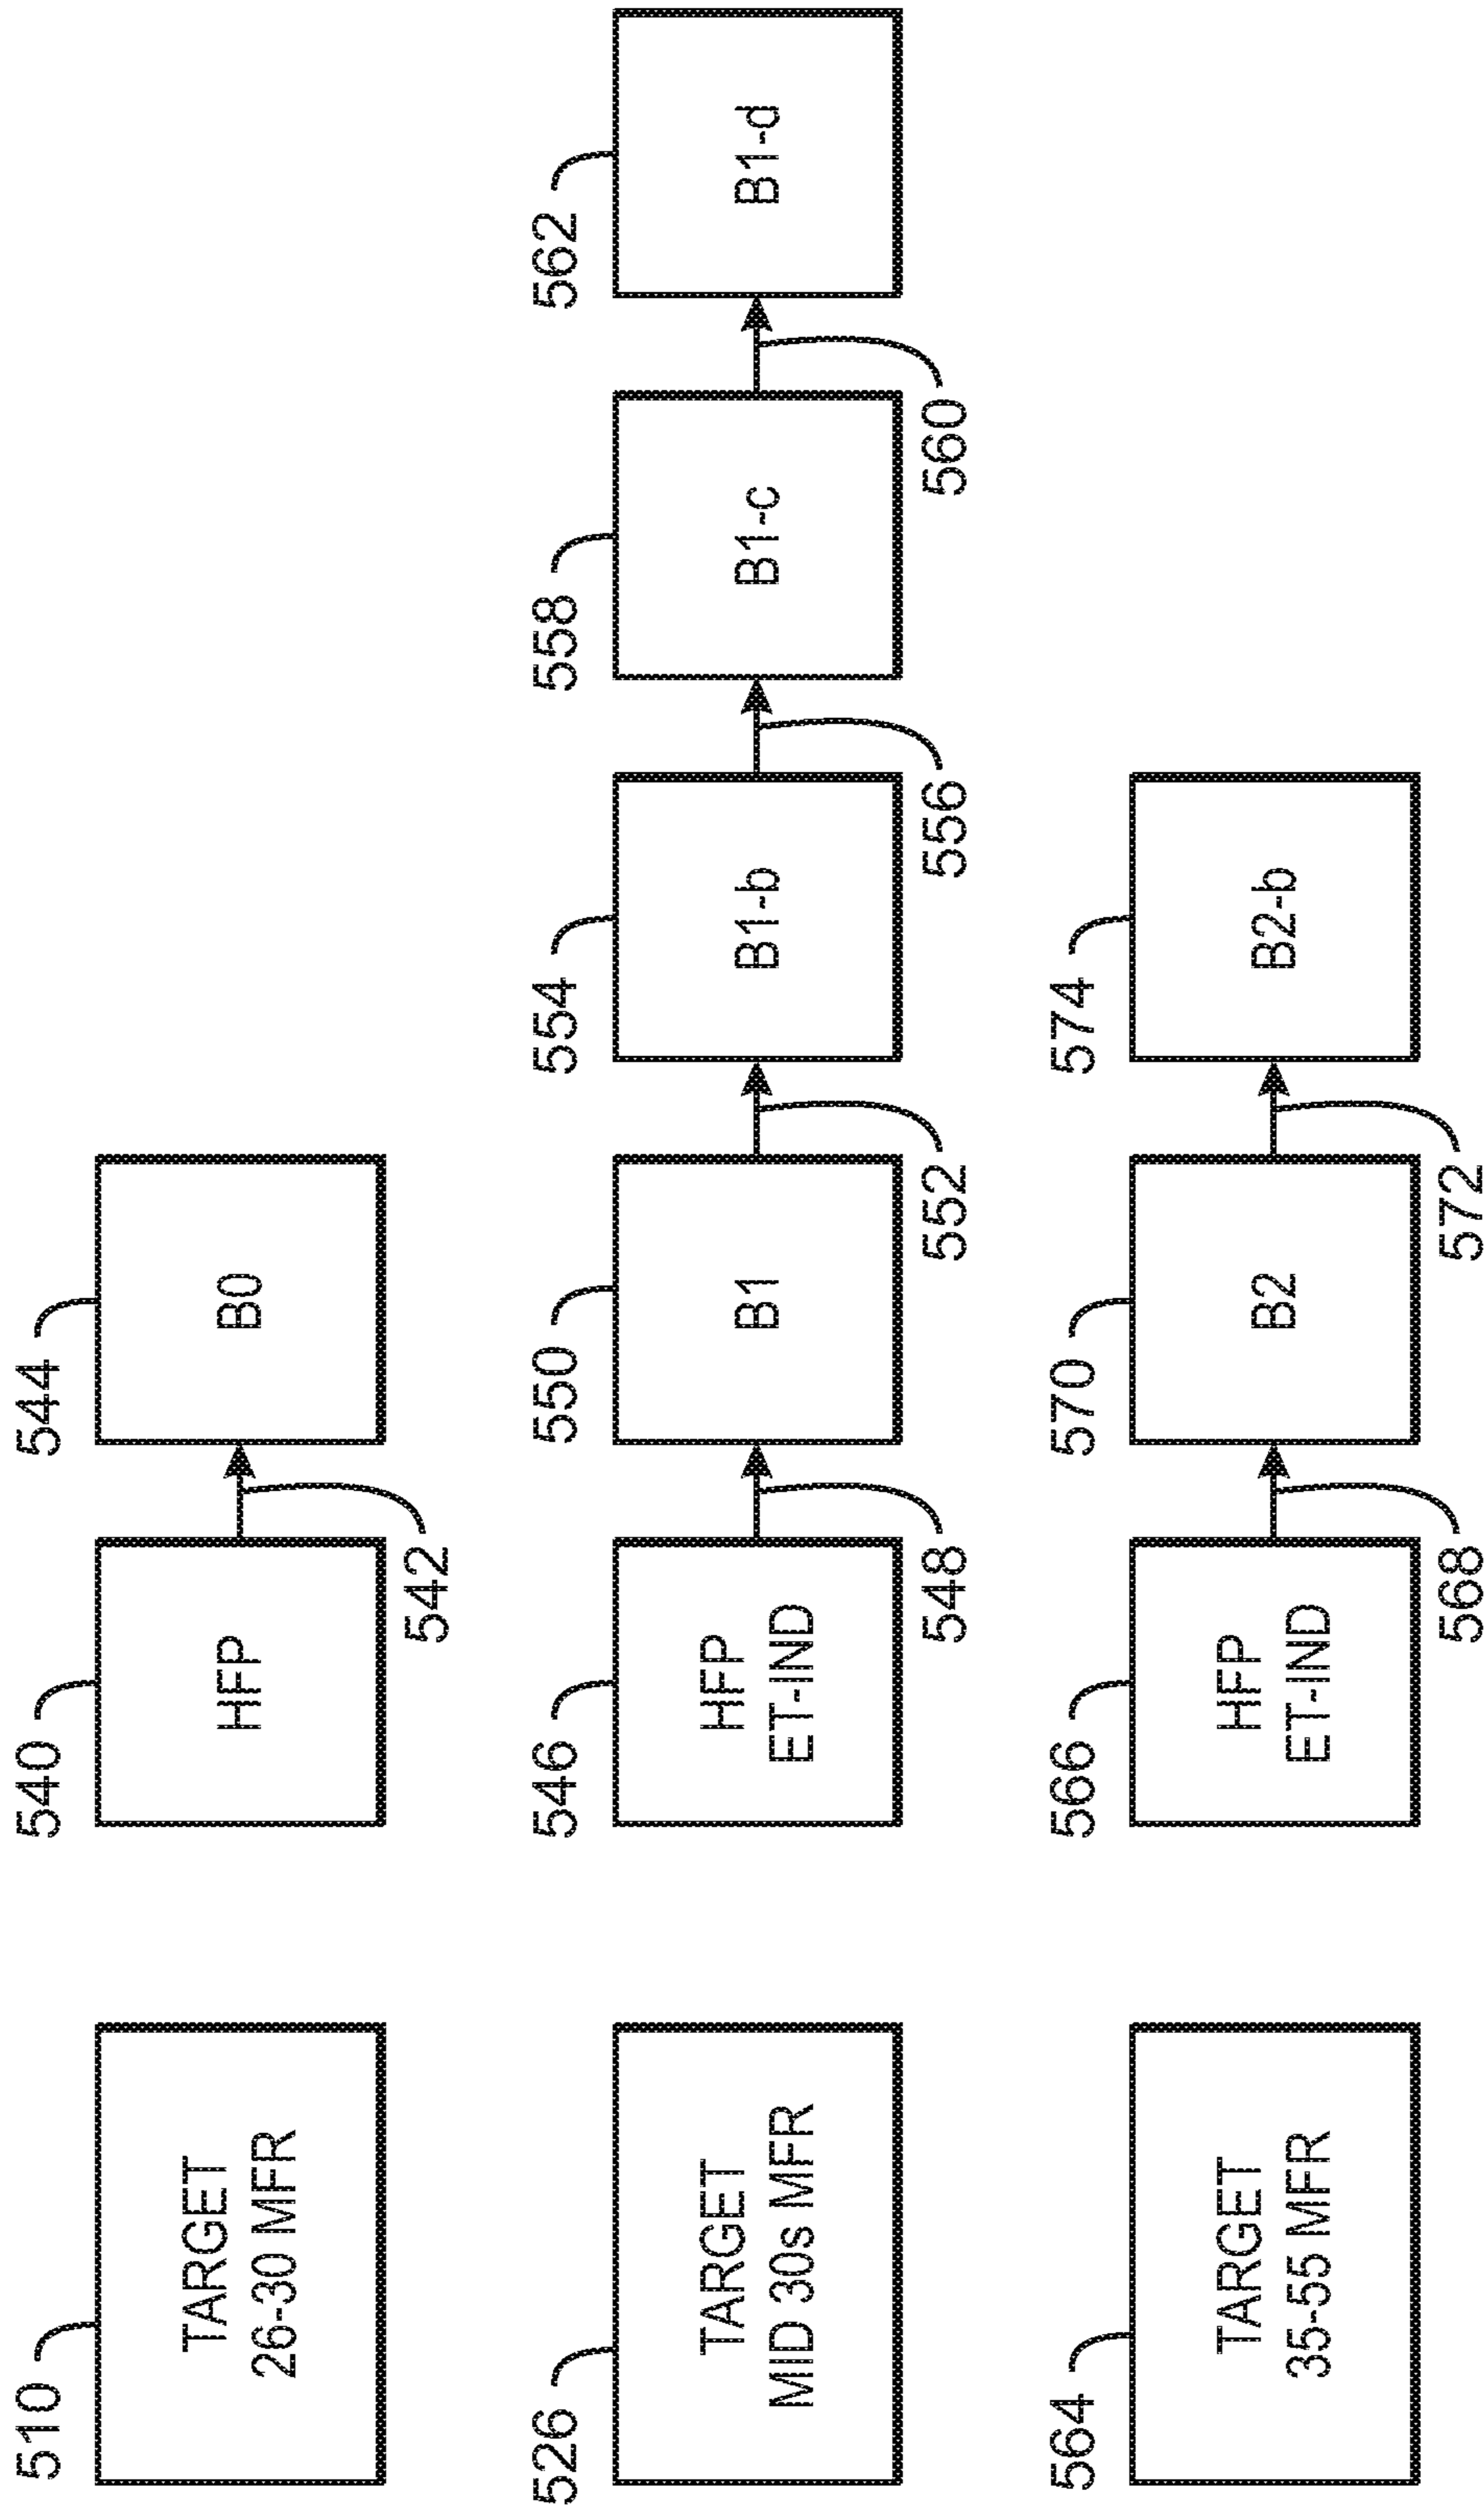 510
TARGET
26-30 MFR
540
HFP
542
544
B0
526
TARGET
MID 30s MFR
546
HFP
ET-IND
548
550
B1
552
554
B1-b
556
558
B1-c
560
562
B1-d
564
TARGET
35-55 MFR
566
HFP
ET-IND
568
570
B2
572
574
B2-b